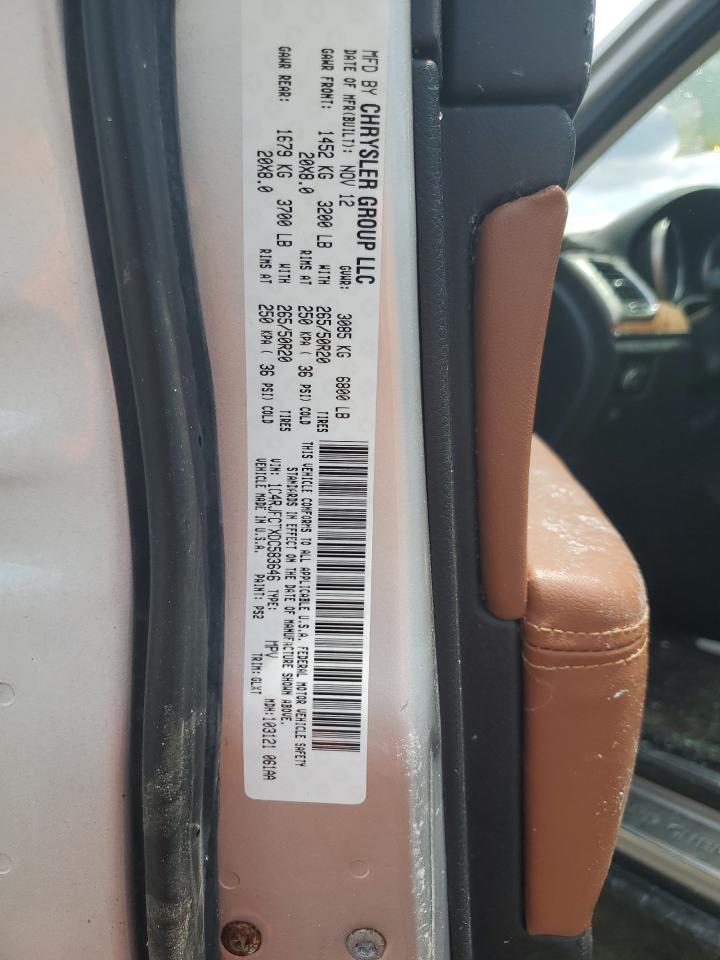 MFD BY CHRYSLER GROUP LLC
DATE OF MFR(BUILT): NOV 12 GVWR: 3085 KG 6800 LB
GAWR FRONT: 1452 KG 3200 LB WITH 265/50R20 TIRES
20X8.0 RIMS AT 250 KPA ( 36 PSI) COLD
GAWR REAR: 1679 KG 3700 LB WITH 265/50R20 TIRES
20X8.0 RIMS AT 250 KPA ( 36 PSI) COLD
THIS VEHICLE CONFORMS TO ALL APPLICABLE U.S.A. FEDERAL MOTOR VEHICLE SAFETY
STANDARDS IN EFFECT ON THE DATE OF MANUFACTURE SHOWN ABOVE.
VIN: 1C4RJFC7XDC583646 TYPE: MPV MDH:103121 061AA
VEHICLE MADE IN U.S.A. PAINT: PS2 TRIM:GLXT